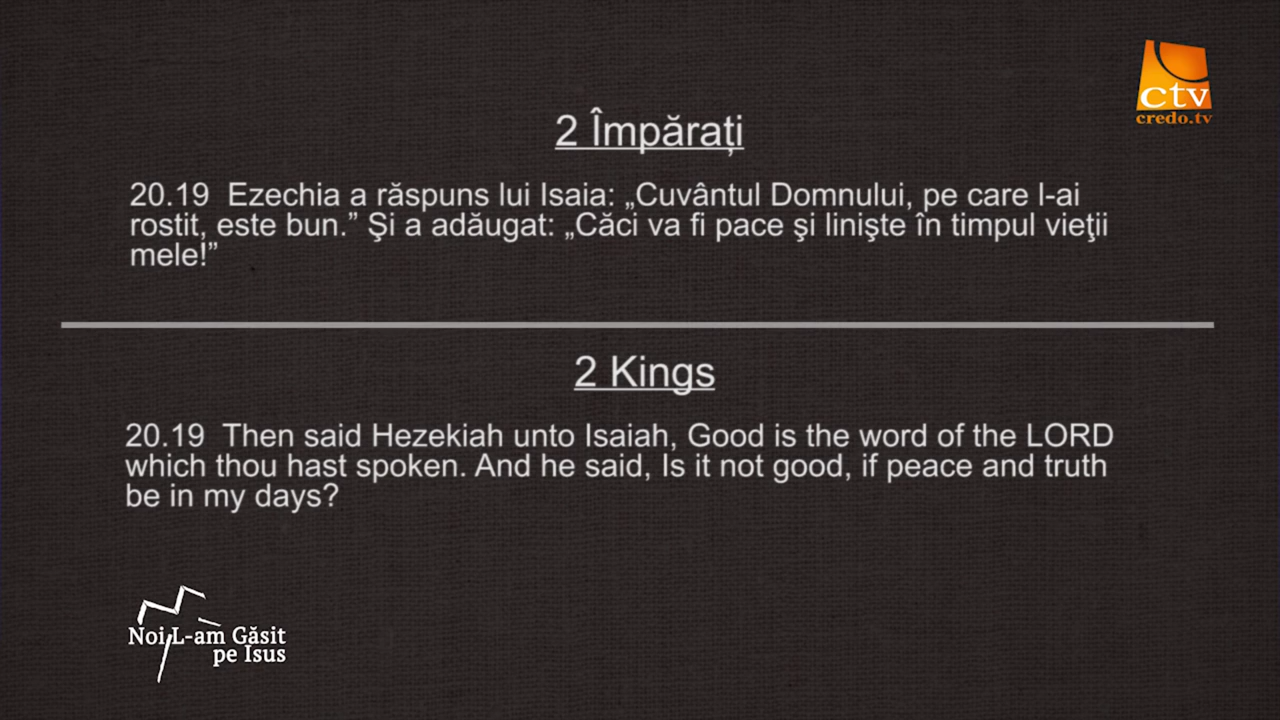 ctv
credo.tv
2 Împărați
20.19 Ezechia a răspuns lui Isaia: „Cuvântul Domnului, pe care l-ai
rostit, este bun.” Şi a adăugat: „Căci va fi pace şi linişte în timpul vieţii
mele!”
2 Kings
20.19 Then said Hezekiah unto Isaiah, Good is the word of the LORD
which thou hast spoken. And he said, Is it not good, if peace and truth
be in my days?
Noi L-am Găsit
pe Isus